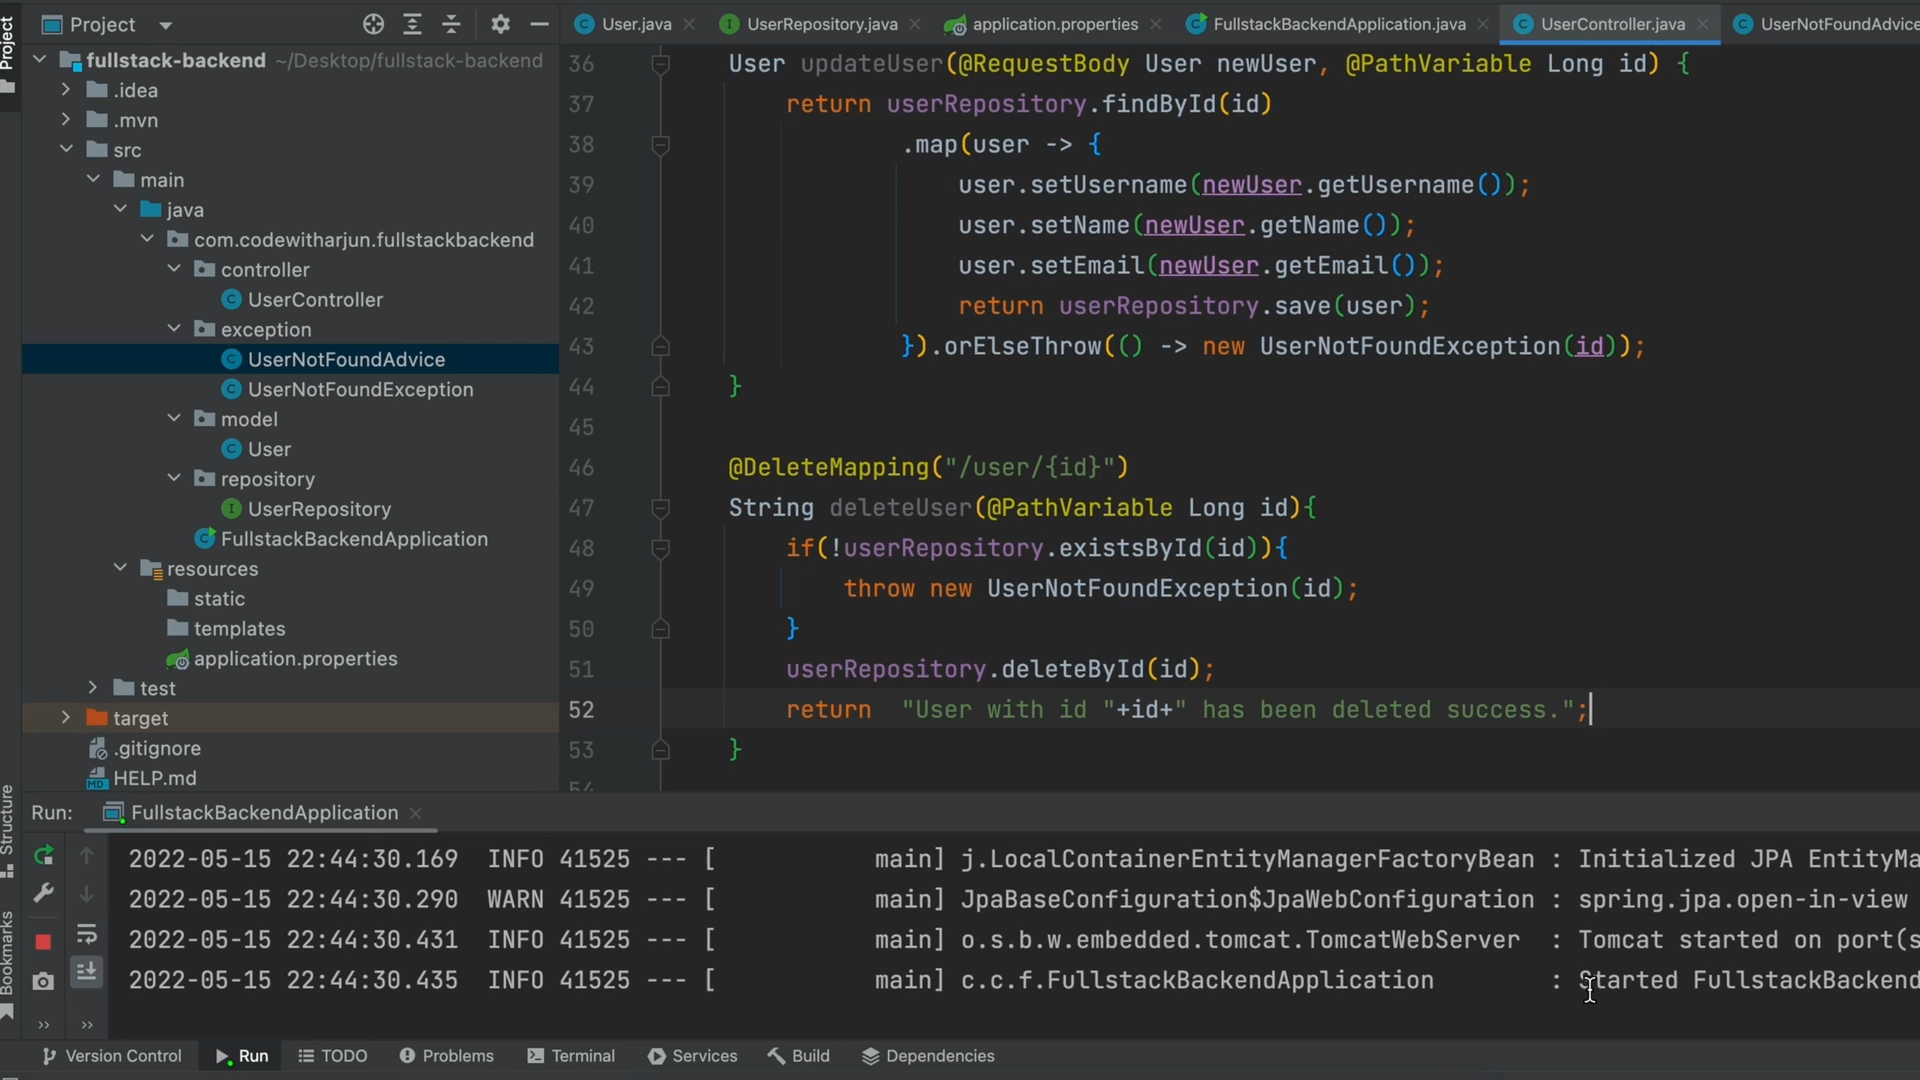 Project
Project
User.java
UserRepository.java
application.properties
FullstackBackendApplication.java
UserController.java
UserNotFoundAdvice
fullstack-backend ~/Desktop/fullstack-backend
.idea
.mvn
src
main
java
com.codewitharjun.fullstackbackend
controller
UserController
exception
UserNotFoundAdvice
UserNotFoundException
model
User
repository
UserRepository
FullstackBackendApplication
resources
static
templates
application.properties
test
target
.gitignore
HELP.md
36 User updateUser(@RequestBody User newUser, @PathVariable Long id) {
37 return userRepository.findById(id)
38 .map(user -> {
39 user.setUsername(newUser.getUsername());
40 user.setName(newUser.getName());
41 user.setEmail(newUser.getEmail());
42 return userRepository.save(user);
43 }).orElseThrow(() -> new UserNotFoundException(id));
44 }
45
46 @DeleteMapping("/user/{id}")
47 String deleteUser(@PathVariable Long id){
48 if(!userRepository.existsById(id)){
49 throw new UserNotFoundException(id);
50 }
51 userRepository.deleteById(id);
52 return  "User with id "+id+" has been deleted success.";
53 }
54
Structure
Bookmarks
Run: FullstackBackendApplication
2022-05-15 22:44:30.169  INFO 41525 --- [           main] j.LocalContainerEntityManagerFactoryBean : Initialized JPA EntityMa
2022-05-15 22:44:30.290  WARN 41525 --- [           main] JpaBaseConfiguration$JpaWebConfiguration : spring.jpa.open-in-view
2022-05-15 22:44:30.431  INFO 41525 --- [           main] o.s.b.w.embedded.tomcat.TomcatWebServer  : Tomcat started on port(s
2022-05-15 22:44:30.435  INFO 41525 --- [           main] c.c.f.FullstackBackendApplication        : Started FullstackBackend
Version Control
Run
TODO
Problems
Terminal
Services
Build
Dependencies